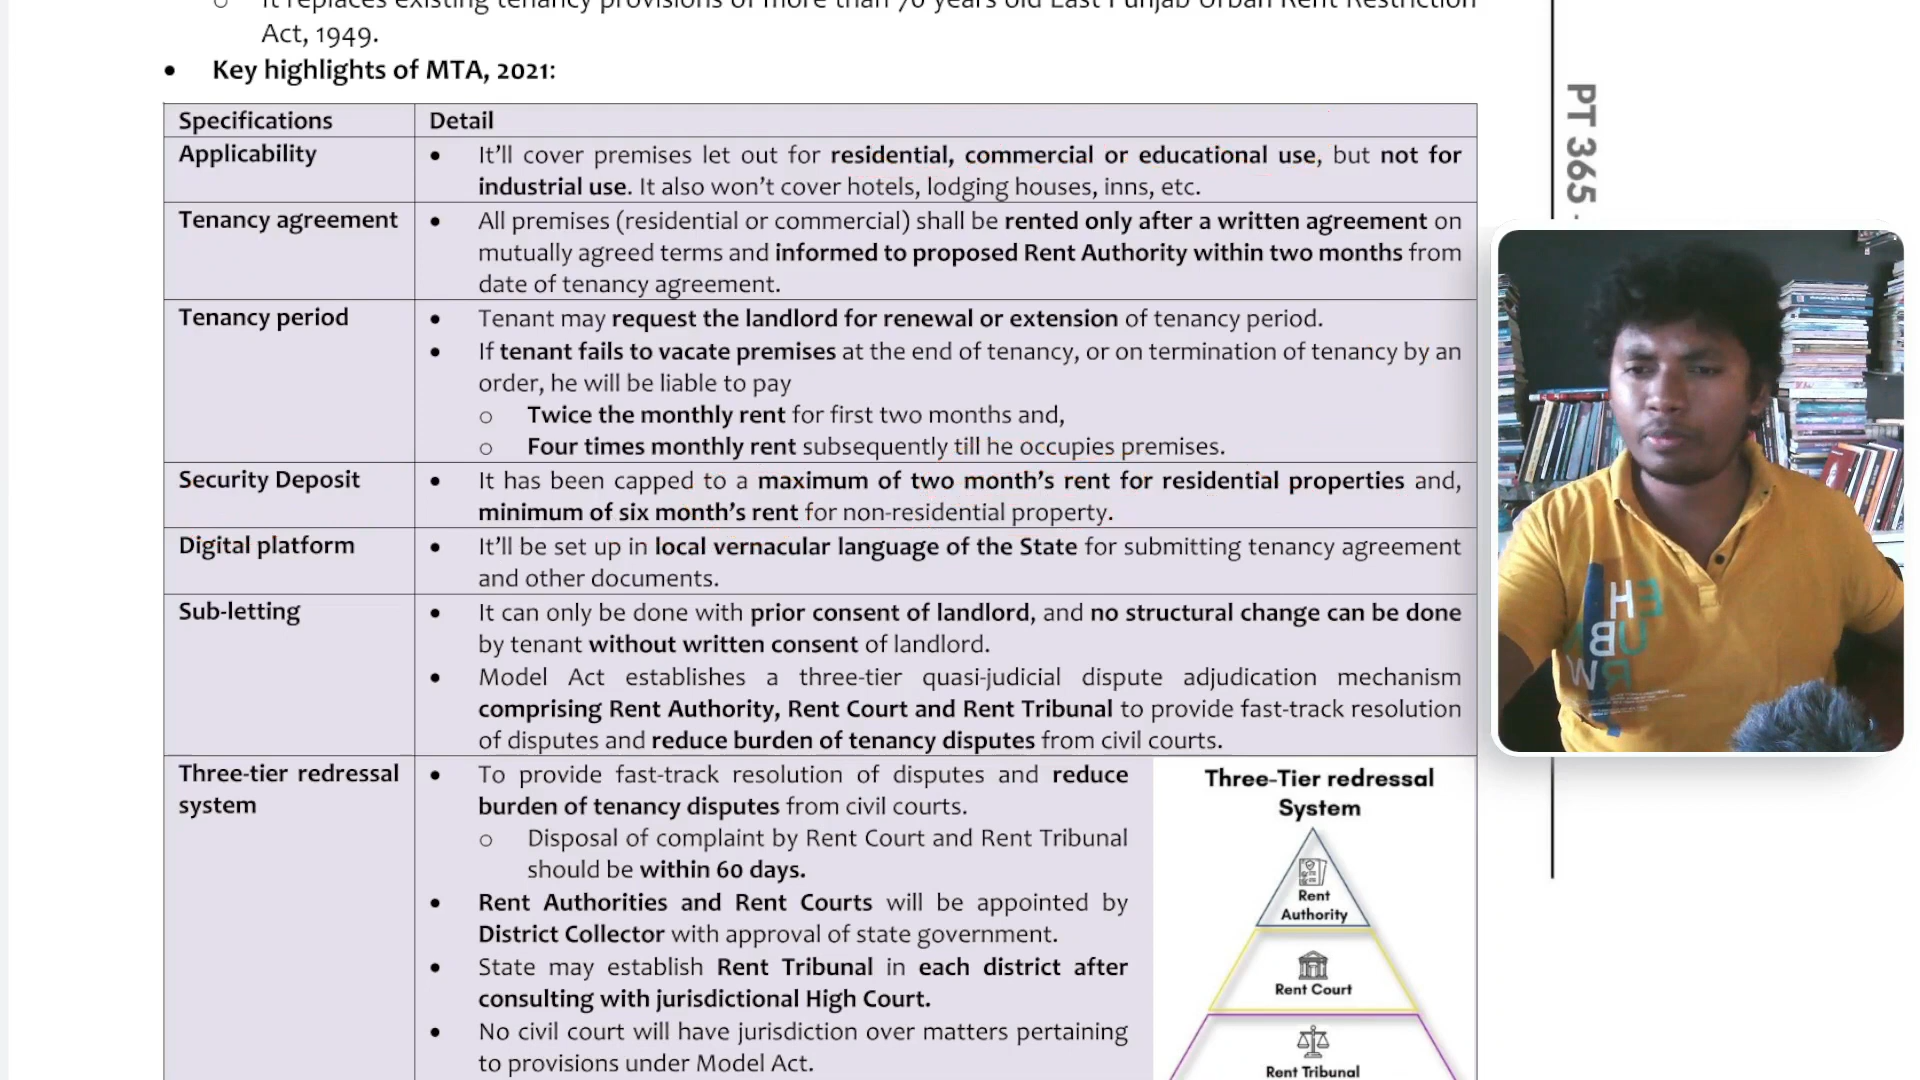 It replaces existing tenancy provisions of more than 70 years old East Punjab Urban Rent Restriction
Act, 1949.
Key highlights of MTA, 2021:
Specifications
Detail
Applicability
It'll cover premises let out for residential, commercial or educational use, but not for
industrial use. It also won't cover hotels, lodging houses, inns, etc.
Tenancy agreement
All premises (residential or commercial) shall be rented only after a written agreement on
mutually agreed terms and informed to proposed Rent Authority within two months from
date of tenancy agreement.
Tenancy period
Tenant may request the landlord for renewal or extension of tenancy period.
If tenant fails to vacate premises at the end of tenancy, or on termination of tenancy by an
order, he will be liable to pay
Twice the monthly rent for first two months and,
Four times monthly rent subsequently till he occupies premises.
Security Deposit
It has been capped to a maximum of two month's rent for residential properties and,
minimum of six month's rent for non-residential property.
Digital platform
It'll be set up in local vernacular language of the State for submitting tenancy agreement
and other documents.
Sub-letting
It can only be done with prior consent of landlord, and no structural change can be done
by tenant without written consent of landlord.
Model Act establishes a three-tier quasi-judicial dispute adjudication mechanism
comprising Rent Authority, Rent Court and Rent Tribunal to provide fast-track resolution
of disputes and reduce burden of tenancy disputes from civil courts.
Three-tier redressal
system
To provide fast-track resolution of disputes and reduce
burden of tenancy disputes from civil courts.
Disposal of complaint by Rent Court and Rent Tribunal
should be within 60 days.
Rent Authorities and Rent Courts will be appointed by
District Collector with approval of state government.
State may establish Rent Tribunal in each district after
consulting with jurisdictional High Court.
No civil court will have jurisdiction over matters pertaining
to provisions under Model Act.
Three-Tier redressal
System
Rent
Authority
Rent Court
Rent Tribunal
PT 365 -